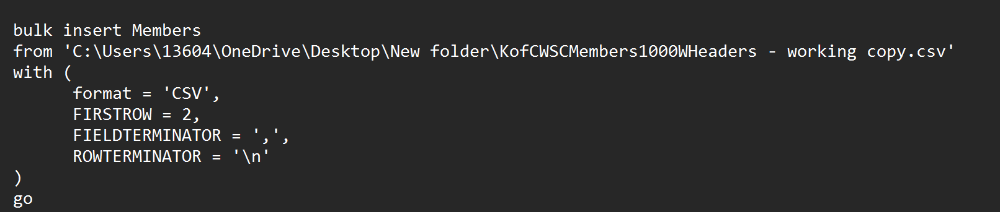 bulk insert Members
from 'C:\Users\13604\OneDrive\Desktop\New folder\KofCWSCMembers1000WHeaders - working copy.csv'
with (
format = 'CSV',
FIRSTROW = 2,
FIELDTERMINATOR = ',',
ROWTERMINATOR = '\n'
)
go